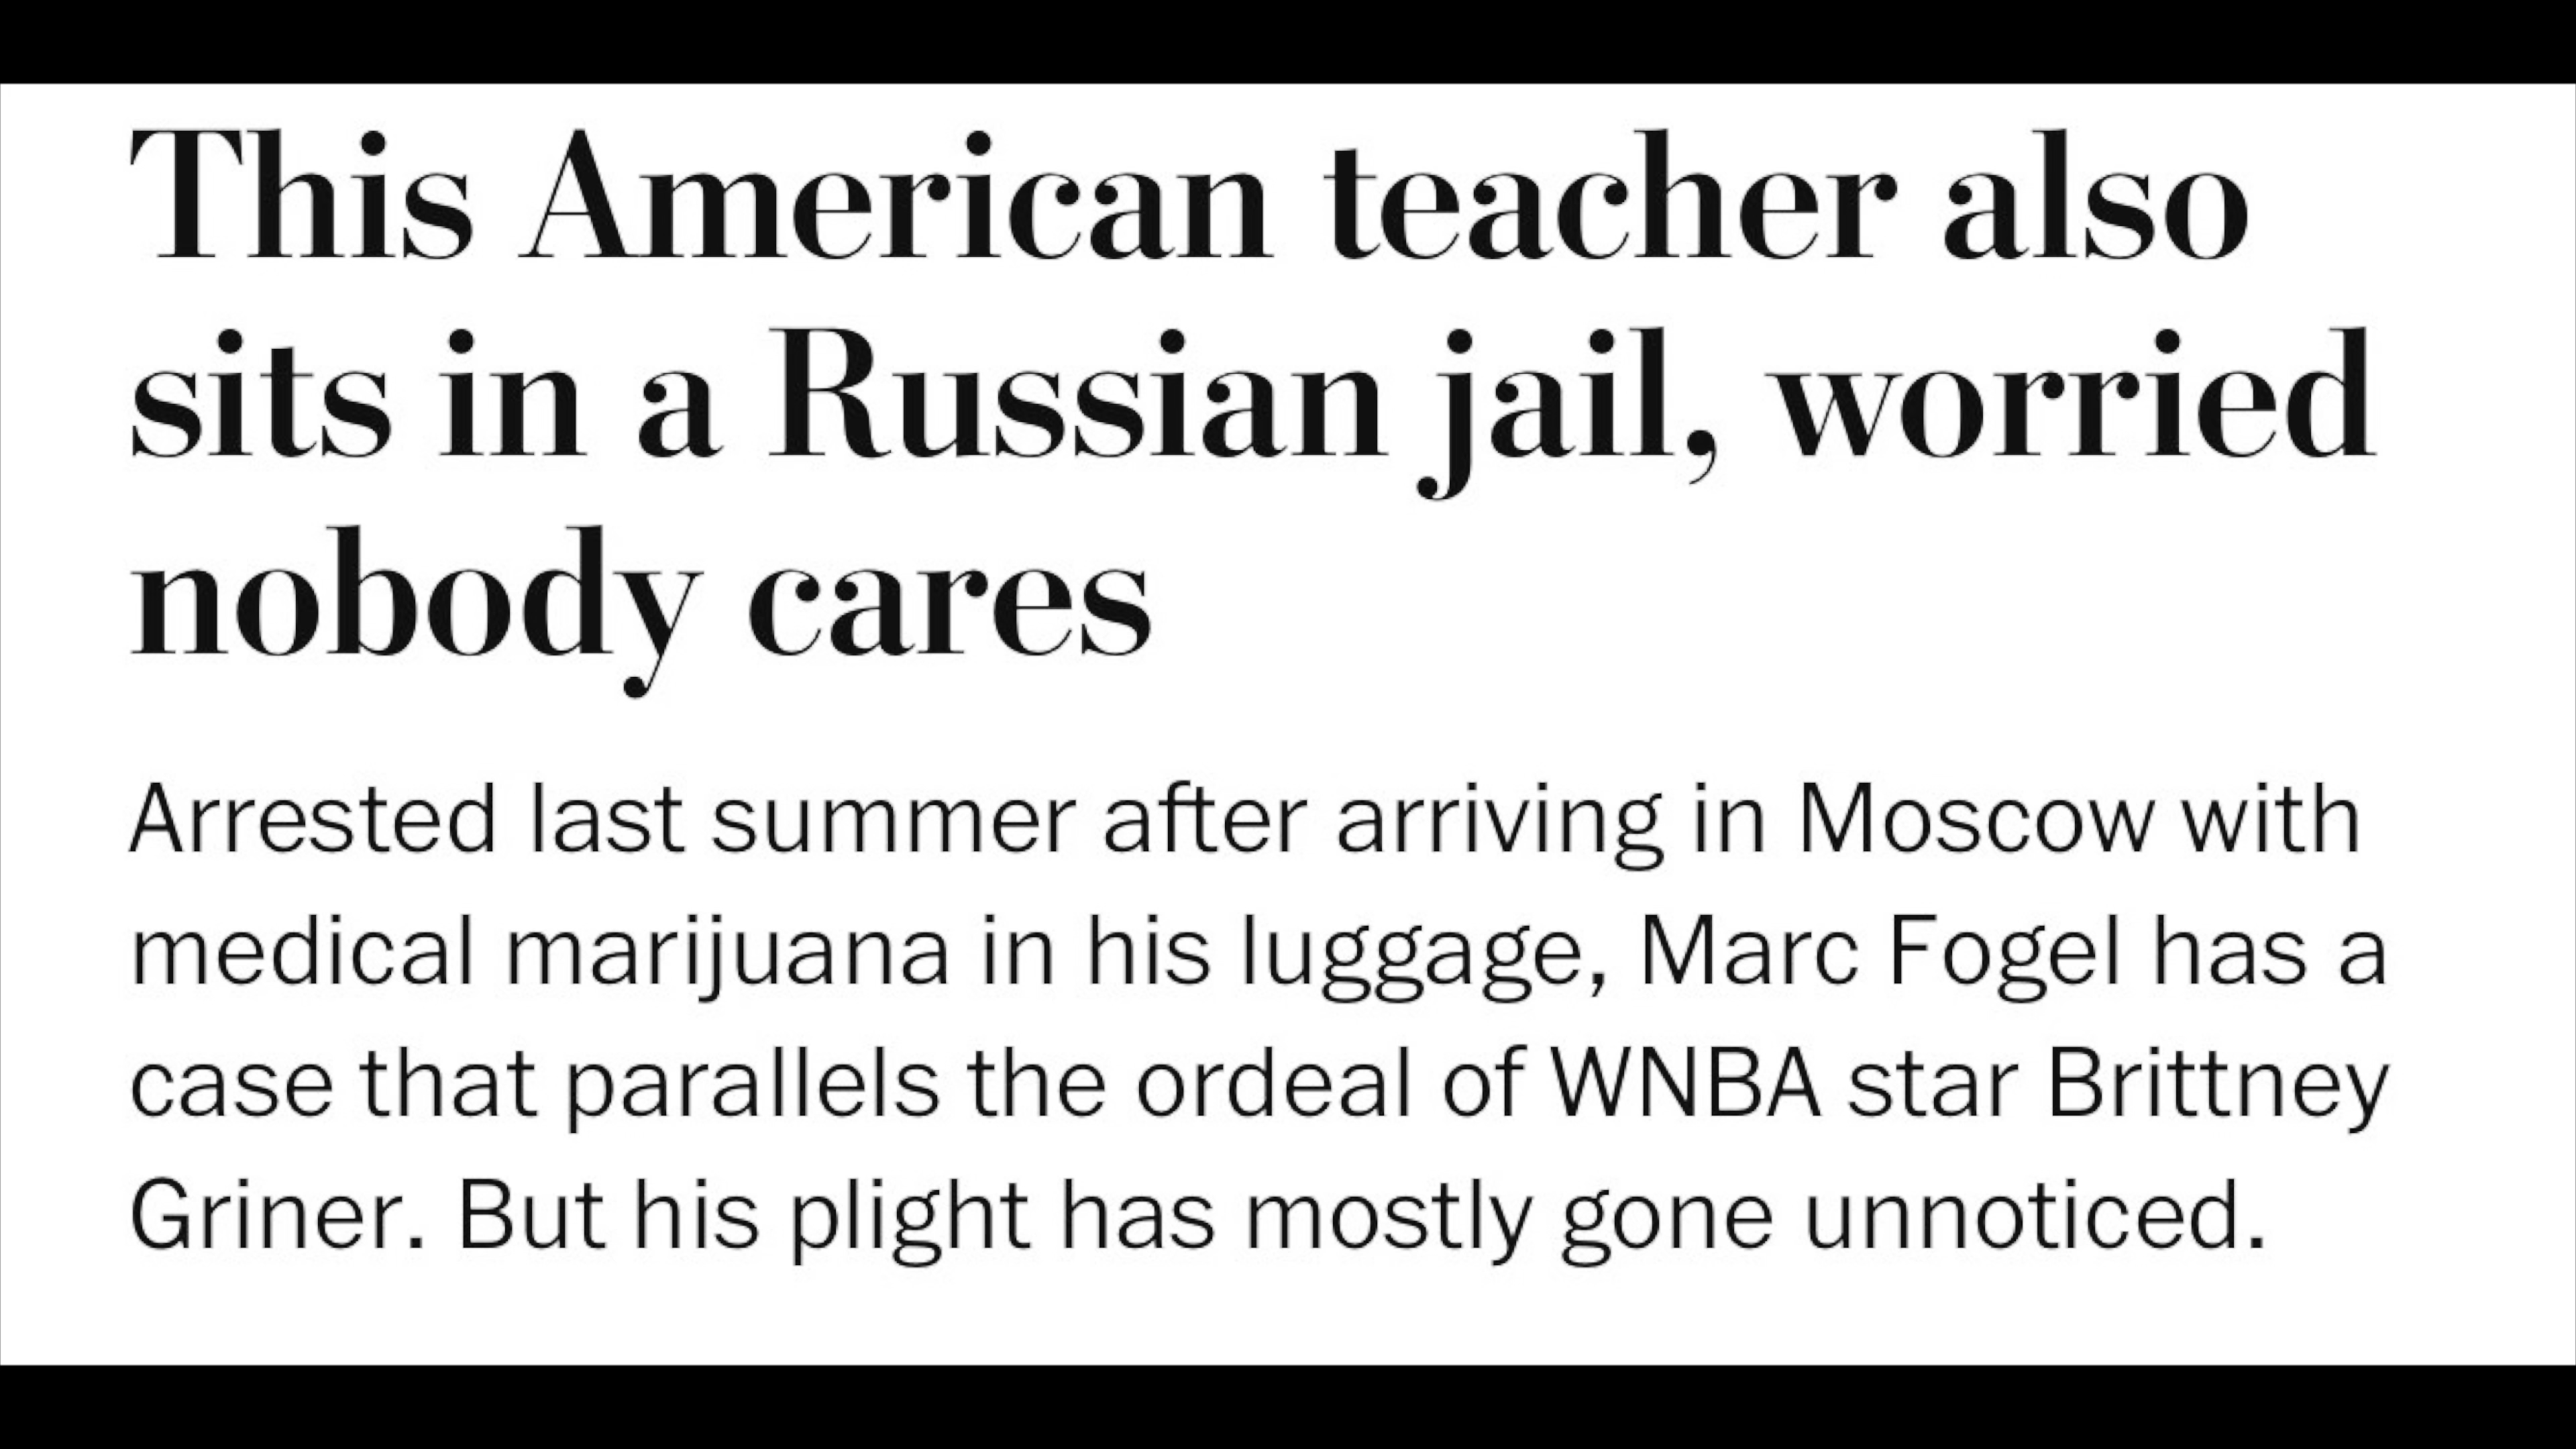 This American teacher also
sits in a Russian jail, worried
nobody cares
Arrested last summer after arriving in Moscow with
medical marijuana in his luggage, Marc Fogel has a
case that parallels the ordeal of WNBA star Brittney
Griner. But his plight has mostly gone unnoticed.